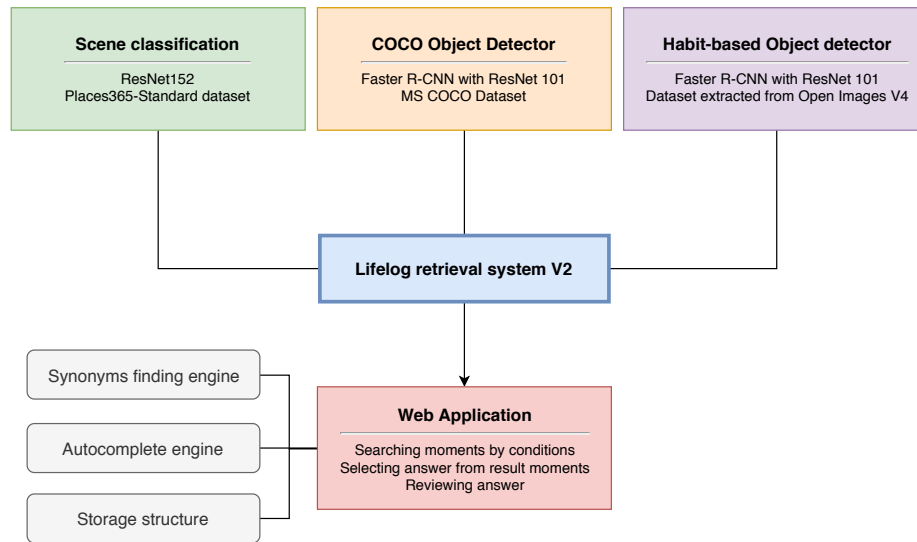 Scene classification
ResNet152
Places365-Standard dataset
COCO Object Detector
Faster R-CNN with ResNet 101
MS COCO Dataset
Habit-based Object detector
Faster R-CNN with ResNet 101
Dataset extracted from Open Images V4
Lifelog retrieval system V2
Synonyms finding engine
Autocomplete engine
Storage structure
Web Application
Searching moments by conditions
Selecting answer from result moments
Reviewing answer